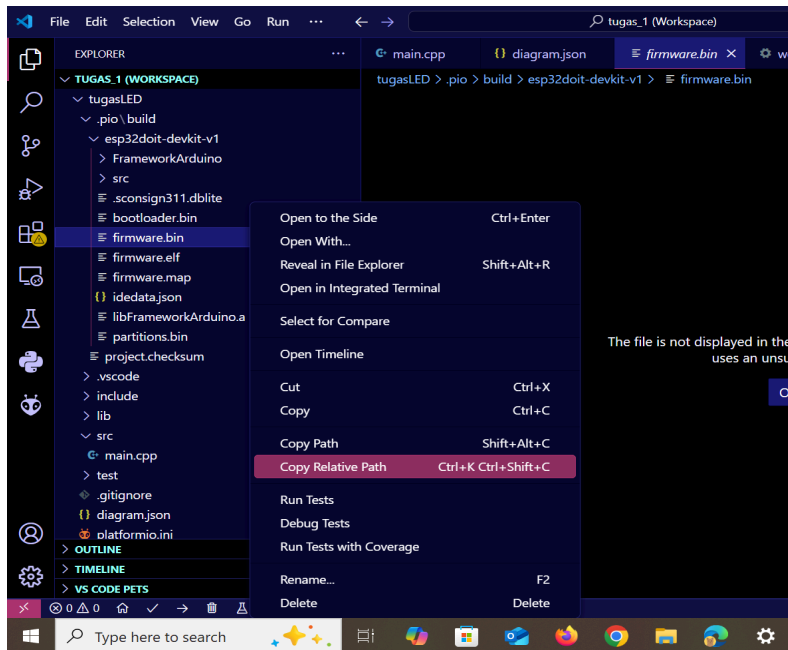 File Edit Selection View Go Run ··· tugas_1 (Workspace)
EXPLORER ···
main.cpp {} diagram.json firmware.bin
TUGAS_1 (WORKSPACE)
tugasLED > .pio > build > esp32doit-devkit-v1 > firmware.bin
tugasLED
.pio \ build
esp32doit-devkit-v1
FrameworkArduino
src
.sconsign311.dblite
bootloader.bin
firmware.bin
firmware.elf
firmware.map
{} idedata.json
libFrameworkArduino.a
partitions.bin
project.checksum
.vscode
include
lib
src
main.cpp
test
.gitignore
{} diagram.json
platformio.ini
OUTLINE
TIMELINE
VS CODE PETS
Open to the Side Ctrl+Enter
Open With...
Reveal in File Explorer Shift+Alt+R
Open in Integrated Terminal
Select for Compare
Open Timeline
Cut Ctrl+X
Copy Ctrl+C
Copy Path Shift+Alt+C
Copy Relative Path Ctrl+K Ctrl+Shift+C
Run Tests
Debug Tests
Run Tests with Coverage
Rename... F2
Delete Delete
The file is not displayed in the
uses an unsu
0 0
Type here to search